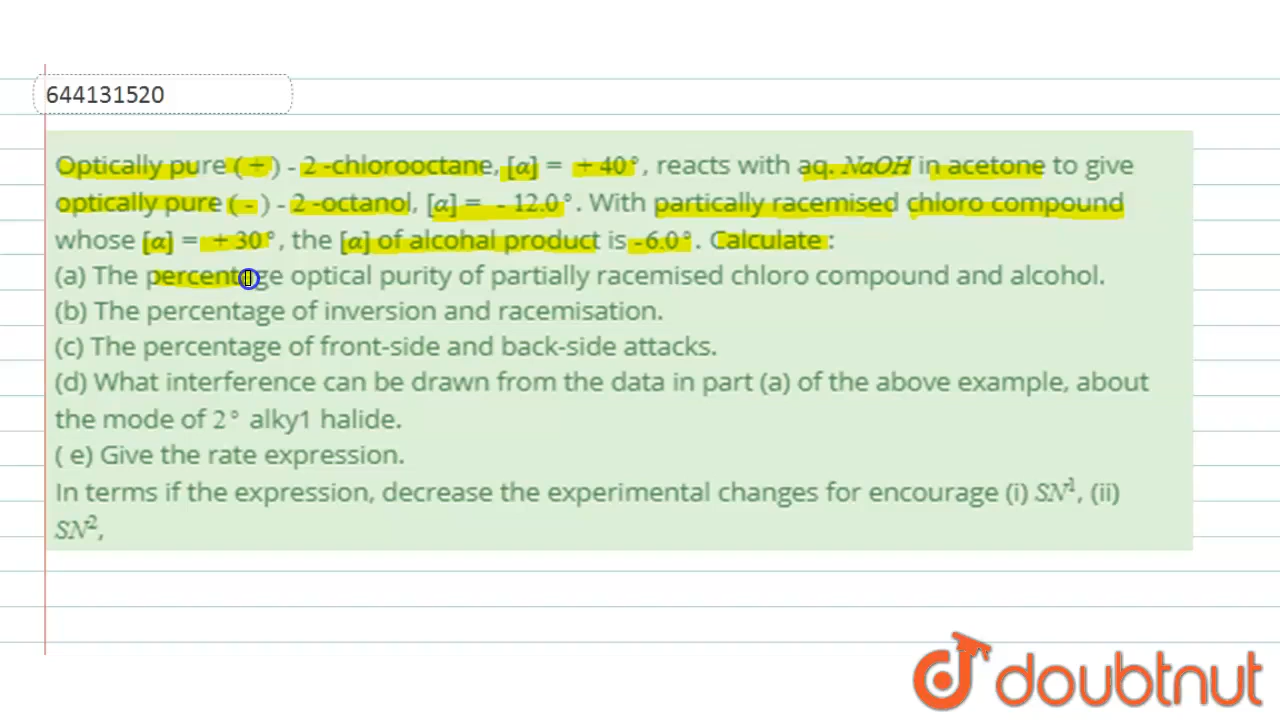 644131520
Optically pure ( + ) - 2 -chlorooctane, [α] = + 40°, reacts with aq. NaOH in acetone to give
optically pure ( - ) - 2 -octanol, [α] = - 12.0°. With partically racemised chloro compound
whose [α] = + 30°, the [α] of alcohal product is -6.0°. Calculate :
(a) The percentage optical purity of partially racemised chloro compound and alcohol.
(b) The percentage of inversion and racemisation.
(c) The percentage of front-side and back-side attacks.
(d) What interference can be drawn from the data in part (a) of the above example, about
the mode of 2° alky1 halide.
( e) Give the rate expression.
In terms if the expression, decrease the experimental changes for encourage (i) SN¹, (ii)
SN²,
doubtnut